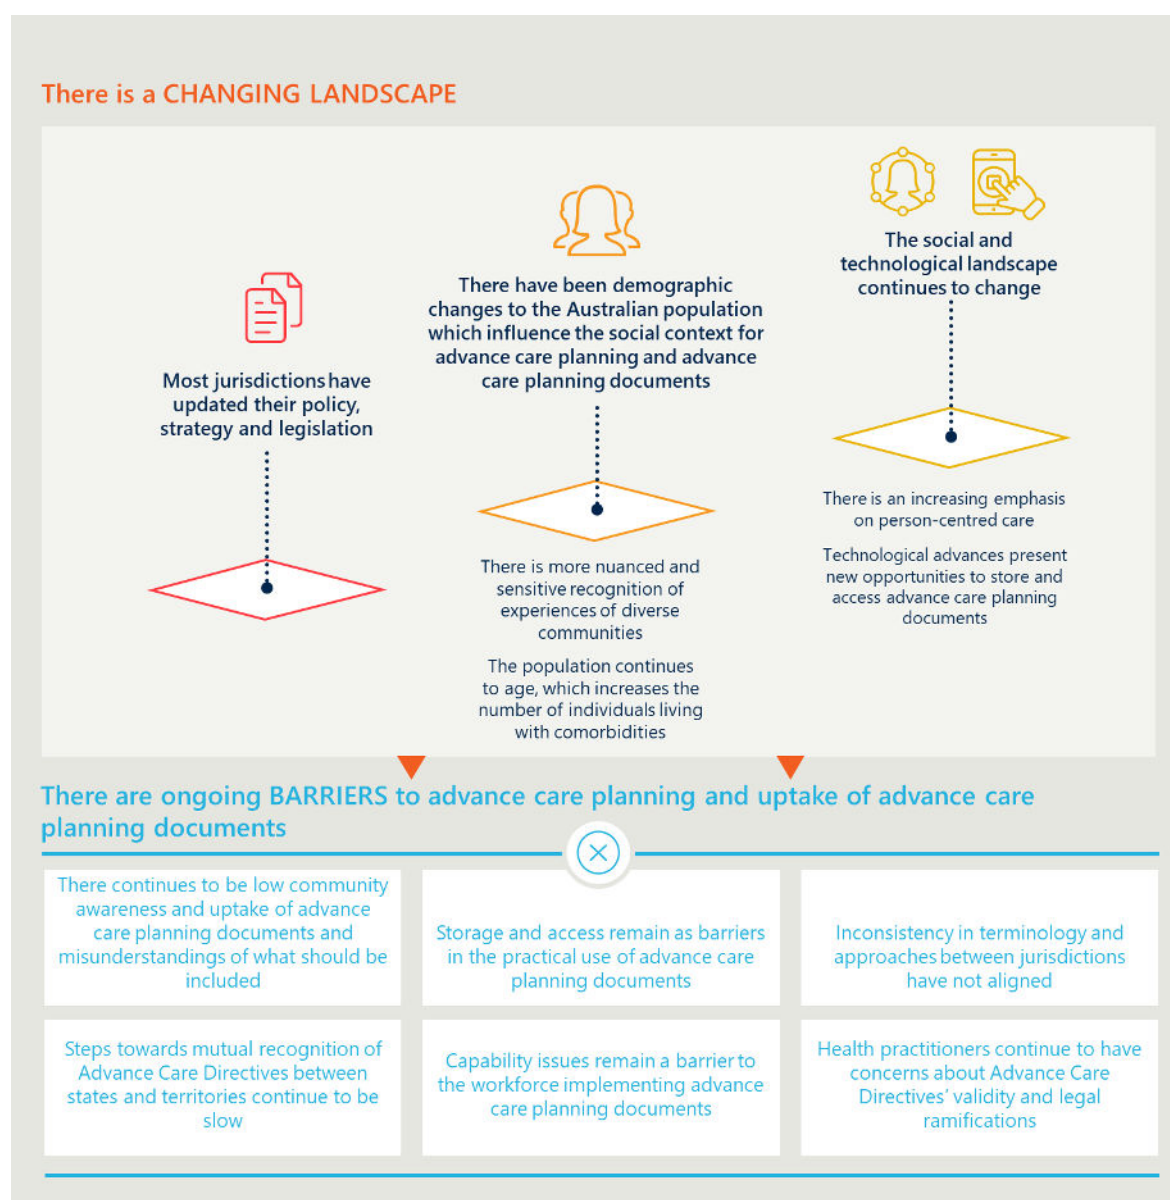 There is a CHANGING LANDSCAPE
Most jurisdictions have
updated their policy,
strategy and legislation
There have been demographic
changes to the Australian population
which influence the social context for
advance care planning and advance
care planning documents
There is more nuanced and
sensitive recognition of
experiences of diverse
communities
The population continues
to age, which increases the
number of individuals living
with comorbidities
The social and
technological landscape
continues to change
There is an increasing emphasis
on person-centred care
Technological advances present
new opportunities to store and
access advance care planning
documents
There are ongoing BARRIERS to advance care planning and uptake of advance care
planning documents
There continues to be low community
awareness and uptake of advance
care planning documents and
misunderstandings of what should be
included
Storage and access remain as barriers
in the practical use of advance care
planning documents
Inconsistency in terminology and
approaches between jurisdictions
have not aligned
Steps towards mutual recognition of
Advance Care Directives between
states and territories continue to be
slow
Capability issues remain a barrier to
the workforce implementing advance
care planning documents
Health practitioners continue to have
concerns about Advance Care
Directives’ validity and legal
ramifications